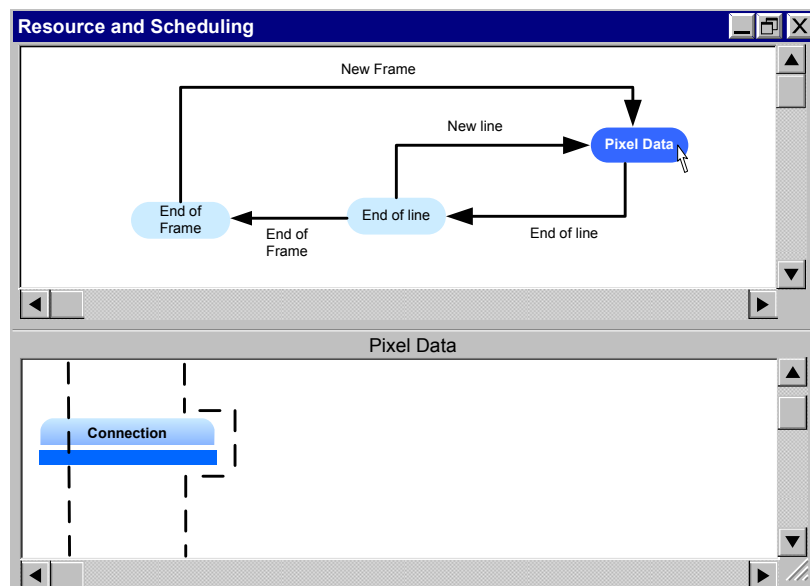 Resource and Scheduling
New Frame
New line
Pixel Data
End of
Frame
End of line
End of
Frame
End of line
Pixel Data
Connection